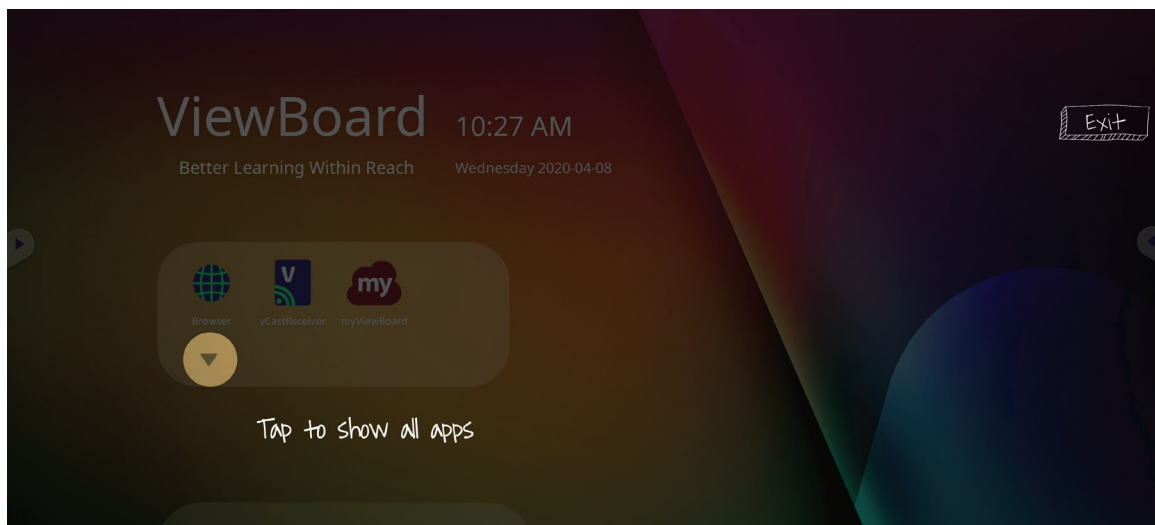 ViewBoard
10:27 AM
Exit
Better Learning Within Reach
Wednesday 2020-04-08
V
my
Browser
vCastReceiver
myViewBoard
Tap to show all apps